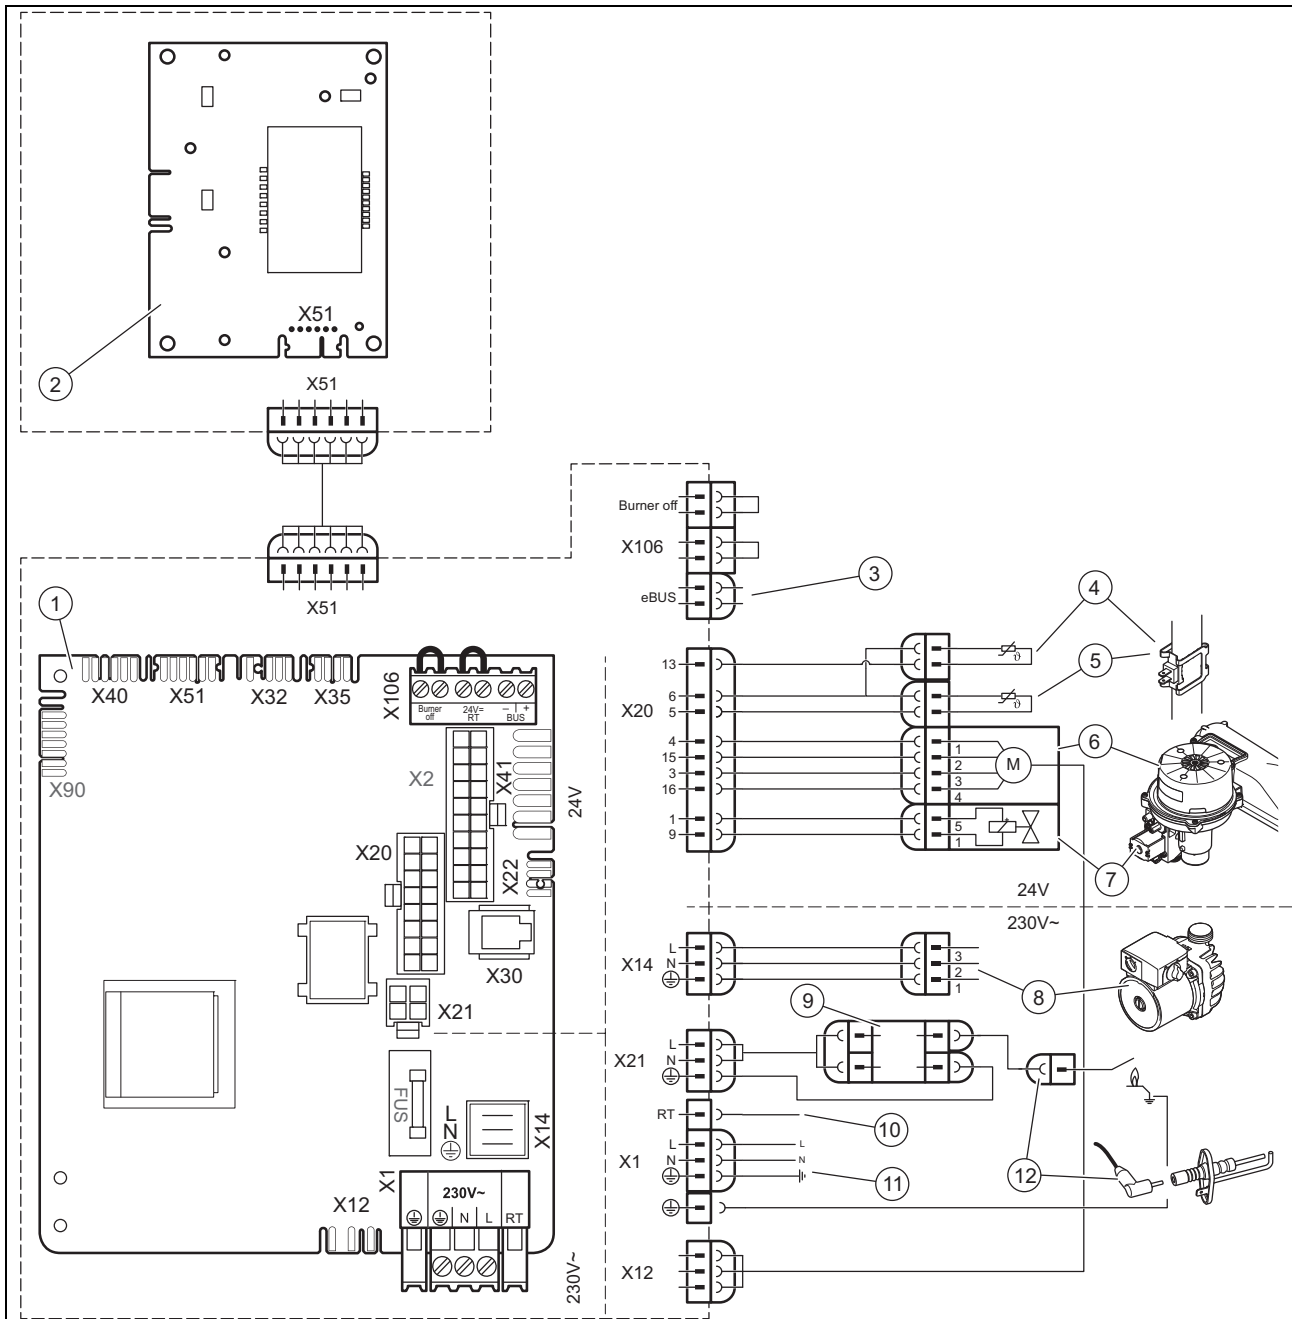 X51
2
X51
X51
1
X40
X51
X32
X35
X106
Burner off
24V= RT
– | + BUS
X90
X2
X41
24V
X20
X22
X30
X21
FUS
L
N
X14
X1
230V~
N L RT
X12
230V~
Burner off
X106
eBUS
3
4
13
X20
6
5
5
4
15
3
16
1
2
3
4
M
6
1
9
5
1
7
24V
230V~
X14
L
N
3
2
1
8
9
X21
L
N
12
RT
10
X1
L
N
L
N
11
X12